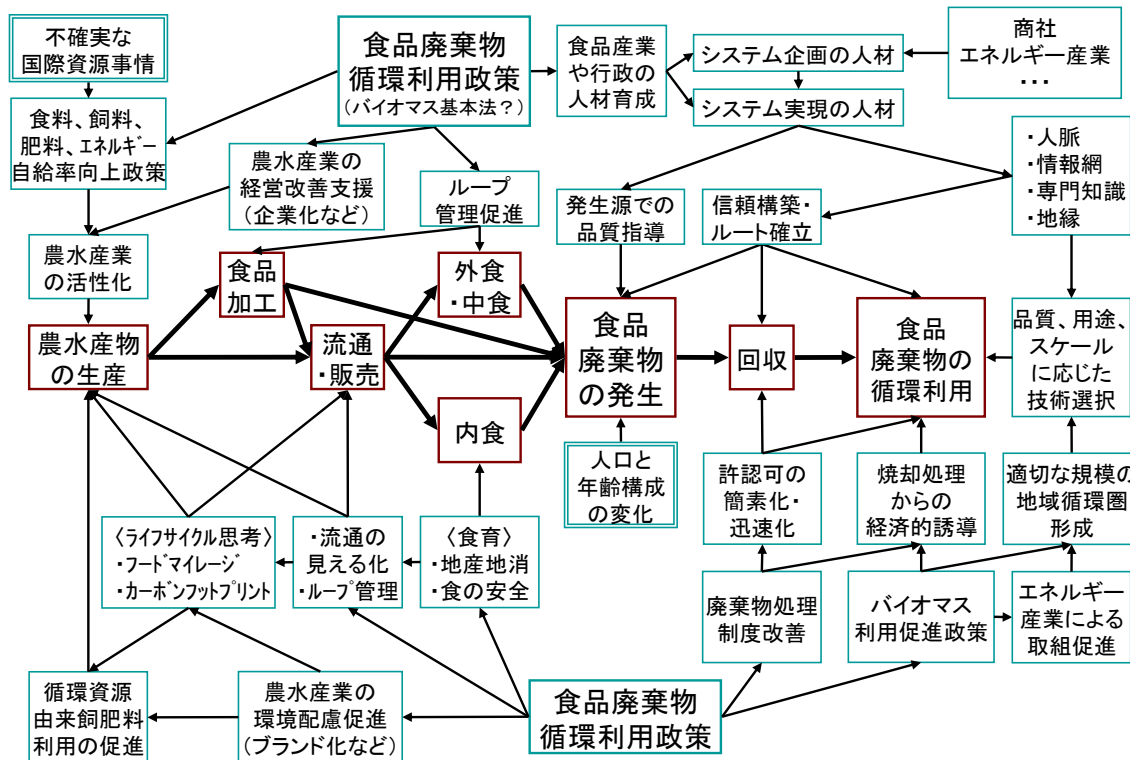 不確実な
国際資源事情
食品廃棄物
循環利用政策
(バイオマス基本法？)
食品産業
や行政の
人材育成
システム企画の人材
システム実現の人材
商社
エネルギー産業
・・・
食料、飼料、
肥料、エネルギー
自給率向上政策
農水産業の
経営改善支援
(企業化など)
ループ
管理促進
発生源での
品質指導
信頼構築・
ルート確立
・人脈
・情報網
・専門知識
・地縁
農水産業
の活性化
食品
加工
外食
・中食
農水産物
の生産
流通
・販売
食品
廃棄物
の発生
回収
食品
廃棄物の
循環利用
品質、用途、
スケール
に応じた
技術選択
内食
人口と
年齢構成
の変化
許認可の
簡素化・
迅速化
焼却処理
からの
経済的誘導
適切な規模の
地域循環圏
形成
〈ライフサイクル思考〉
・フードマイレージ
・カーボンフットプリント
・流通の
見える化
・ループ管理
〈食育〉
・地産地消
・食の安全
廃棄物処理
制度改善
バイオマス
利用促進政策
エネルギー
産業による
取組促進
循環資源
由来飼肥料
利用の促進
農水産業の
環境配慮促進
(ブランド化など)
食品廃棄物
循環利用政策